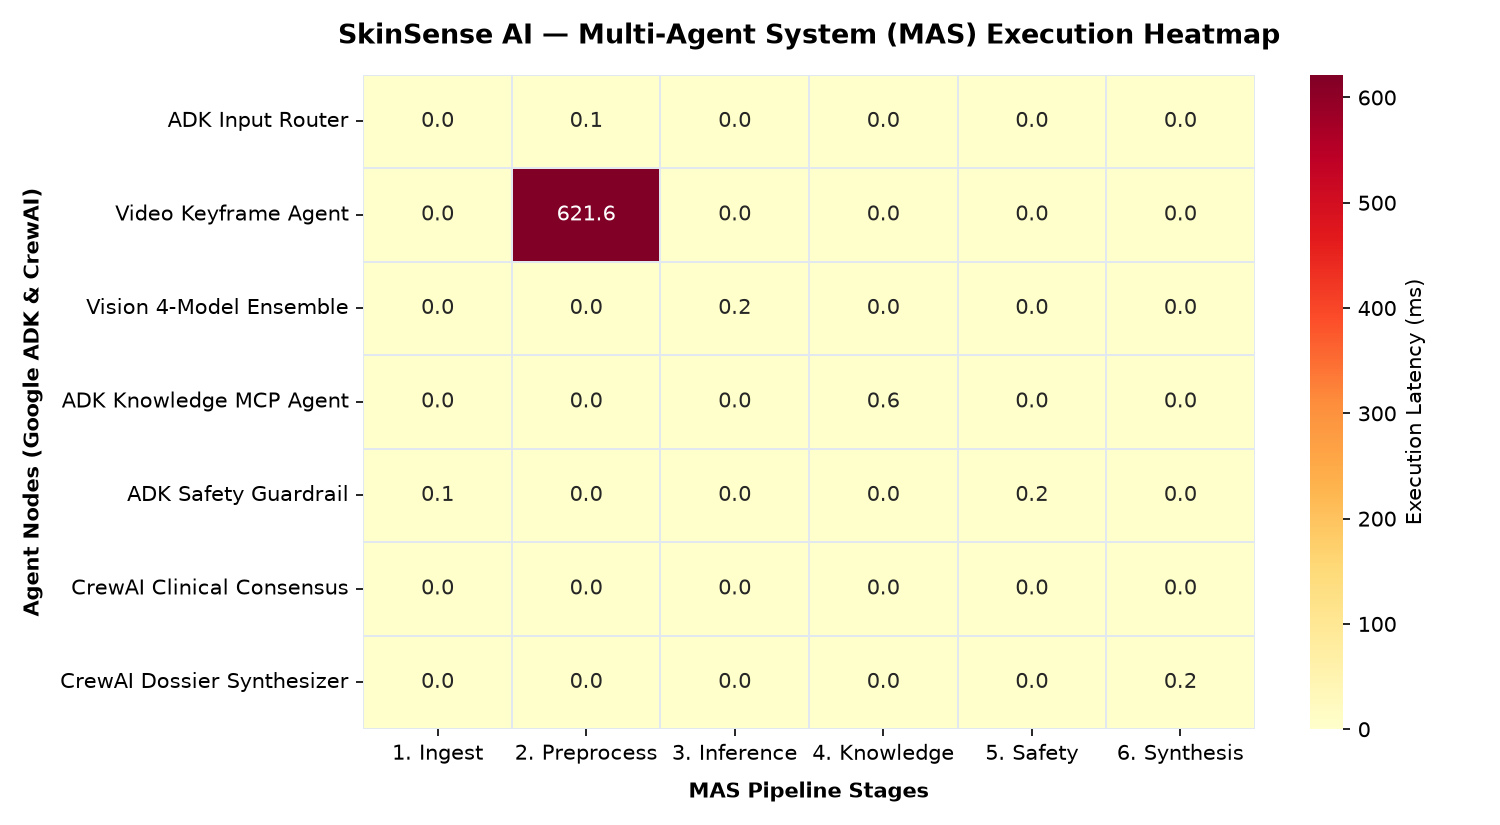 SkinSense AI — Multi-Agent System (MAS) Execution Heatmap
Agent Nodes (Google ADK & CrewAI)
ADK Input Router 0.0 0.1 0.0 0.0 0.0 0.0
Video Keyframe Agent 0.0 621.6 0.0 0.0 0.0 0.0
Vision 4-Model Ensemble 0.0 0.0 0.2 0.0 0.0 0.0
ADK Knowledge MCP Agent 0.0 0.0 0.0 0.6 0.0 0.0
ADK Safety Guardrail 0.1 0.0 0.0 0.0 0.2 0.0
CrewAI Clinical Consensus 0.0 0.0 0.0 0.0 0.0 0.0
CrewAI Dossier Synthesizer 0.0 0.0 0.0 0.0 0.0 0.2
1. Ingest 2. Preprocess 3. Inference 4. Knowledge 5. Safety 6. Synthesis
MAS Pipeline Stages
600
500
400
300
200
100
0
Execution Latency (ms)